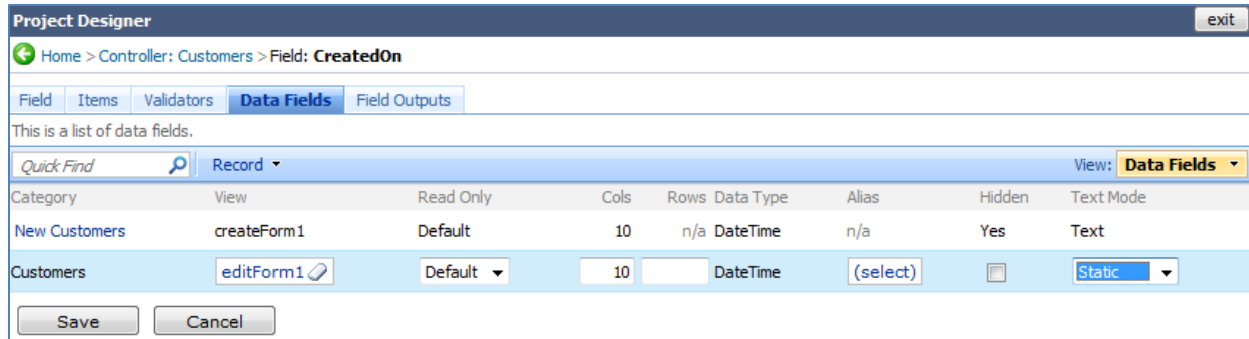 Project Designer exit
Home > Controller: Customers > Field: CreatedOn
Field Items Validators Data Fields Field Outputs
This is a list of data fields.
Quick Find Record View: Data Fields
Category View Read Only Cols Rows Data Type Alias Hidden Text Mode
New Customers createForm1 Default 10 n/a DateTime n/a Yes Text
Customers editForm1 Default 10 DateTime (select) Static
Save Cancel